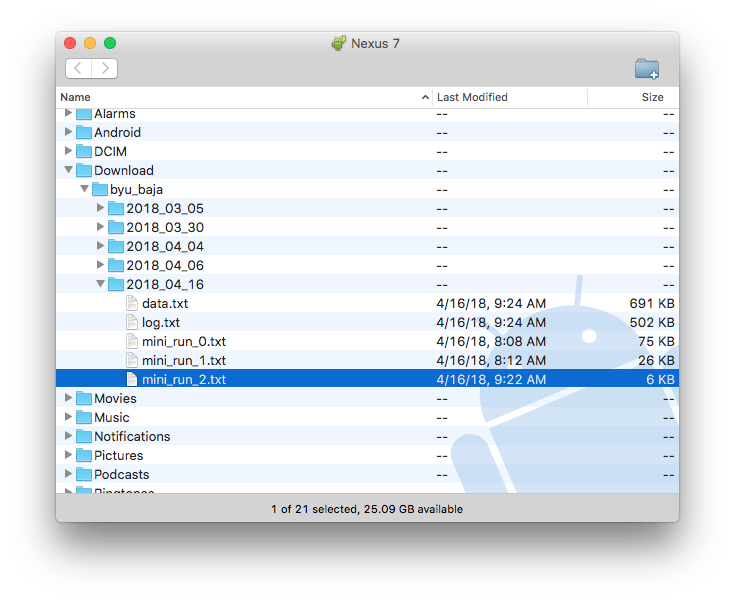 Nexus 7
Name Last Modified Size
Alarms -- --
Android -- --
DCIM -- --
Download -- --
byu_baja -- --
2018_03_05 -- --
2018_03_30 -- --
2018_04_04 -- --
2018_04_06 -- --
2018_04_16 -- --
data.txt 4/16/18, 9:24 AM 691 KB
log.txt 4/16/18, 9:24 AM 502 KB
mini_run_0.txt 4/16/18, 8:08 AM 75 KB
mini_run_1.txt 4/16/18, 8:12 AM 26 KB
mini_run_2.txt 4/16/18, 9:22 AM 6 KB
Movies -- --
Music -- --
Notifications -- --
Pictures -- --
Podcasts -- --
Ringtones -- --
1 of 21 selected, 25.09 GB available